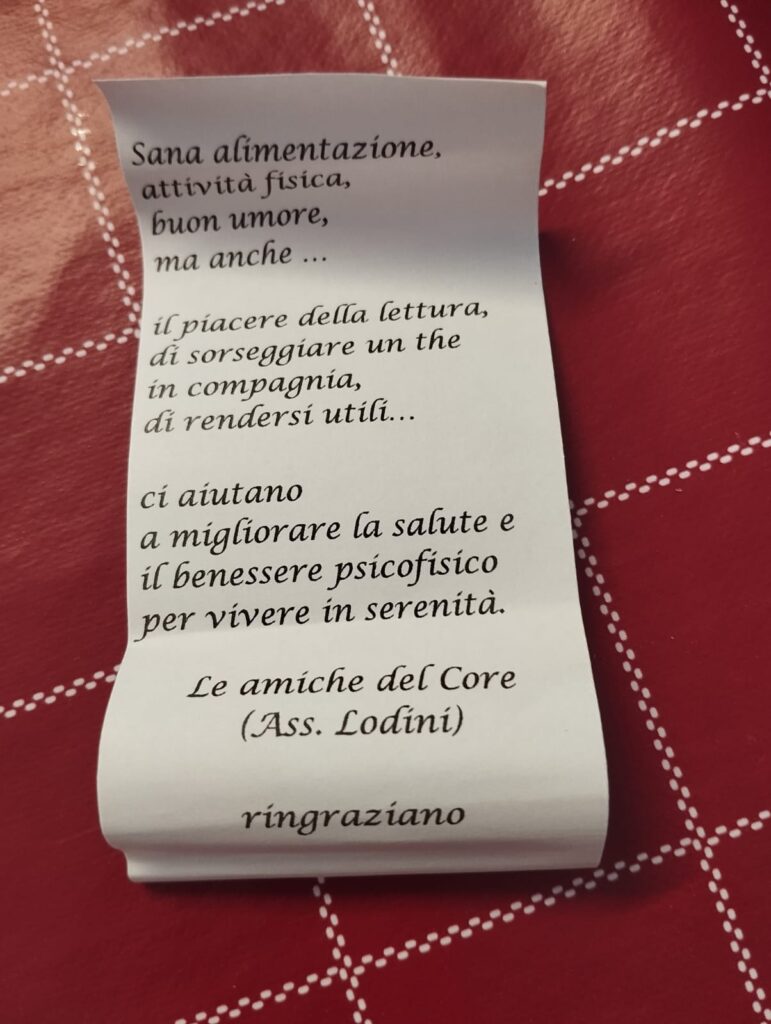 Sana alimentazione,
attività fisica,
buon umore,
ma anche ...
il piacere della lettura,
di sorseggiare un the
in compagnia,
di rendersi utili...
ci aiutano
a migliorare la salute e
il benessere psicofisico
per vivere in serenità.
Le amiche del Core
(Ass. Lodini)
ringraziano